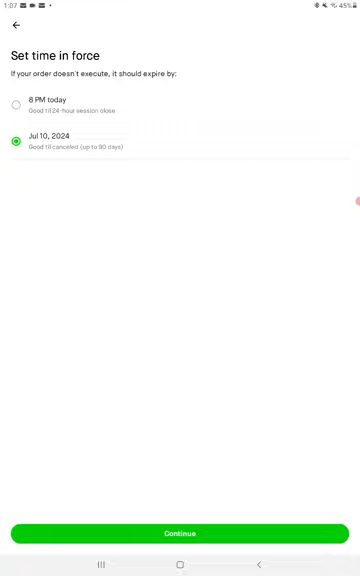 1:07
45%
Set time in force
If your order doesn't execute, it should expire by:
8 PM today
Good til 24-hour session close
Jul 10, 2024
Good til canceled (up to 90 days)
Continue